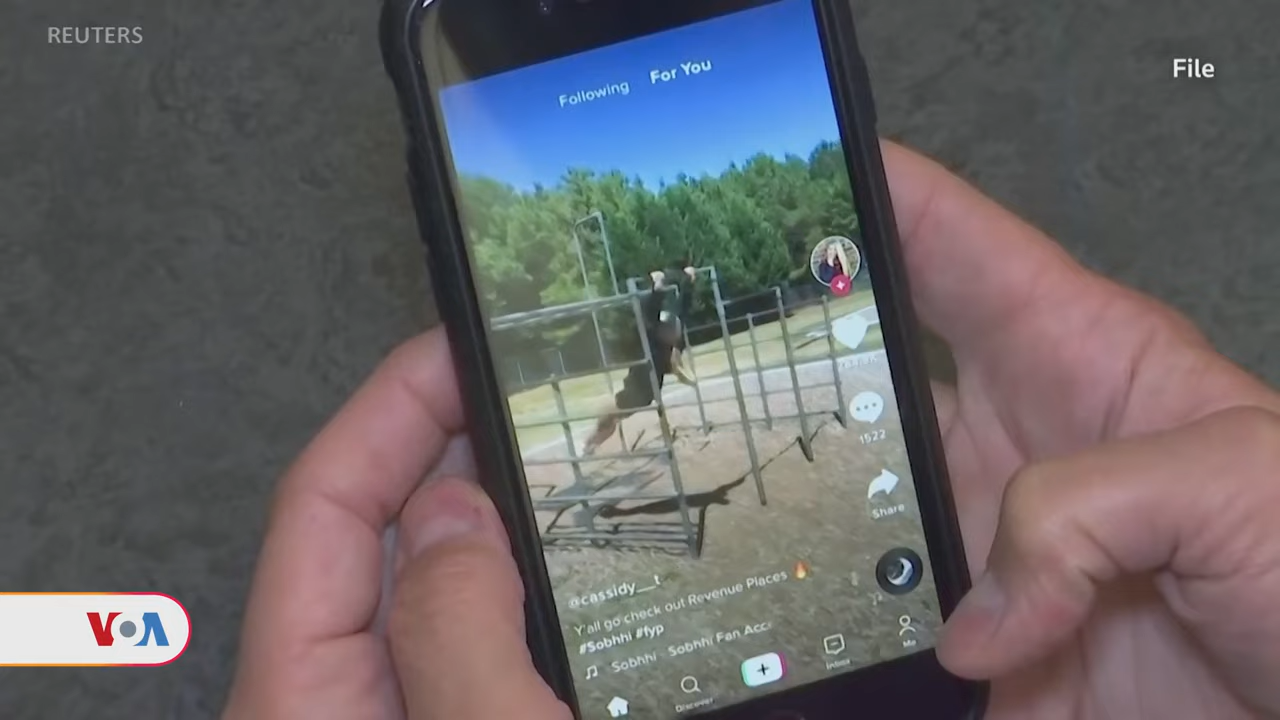 REUTERS
File
Following For You
1522
Share
@cassidy__t
Y'all go check out Revenue Places 🔥
#Sobhhi #fyp
Sobhhi Sobhhi Fan Acc
Home
Discover
Inbox
Me
VOA